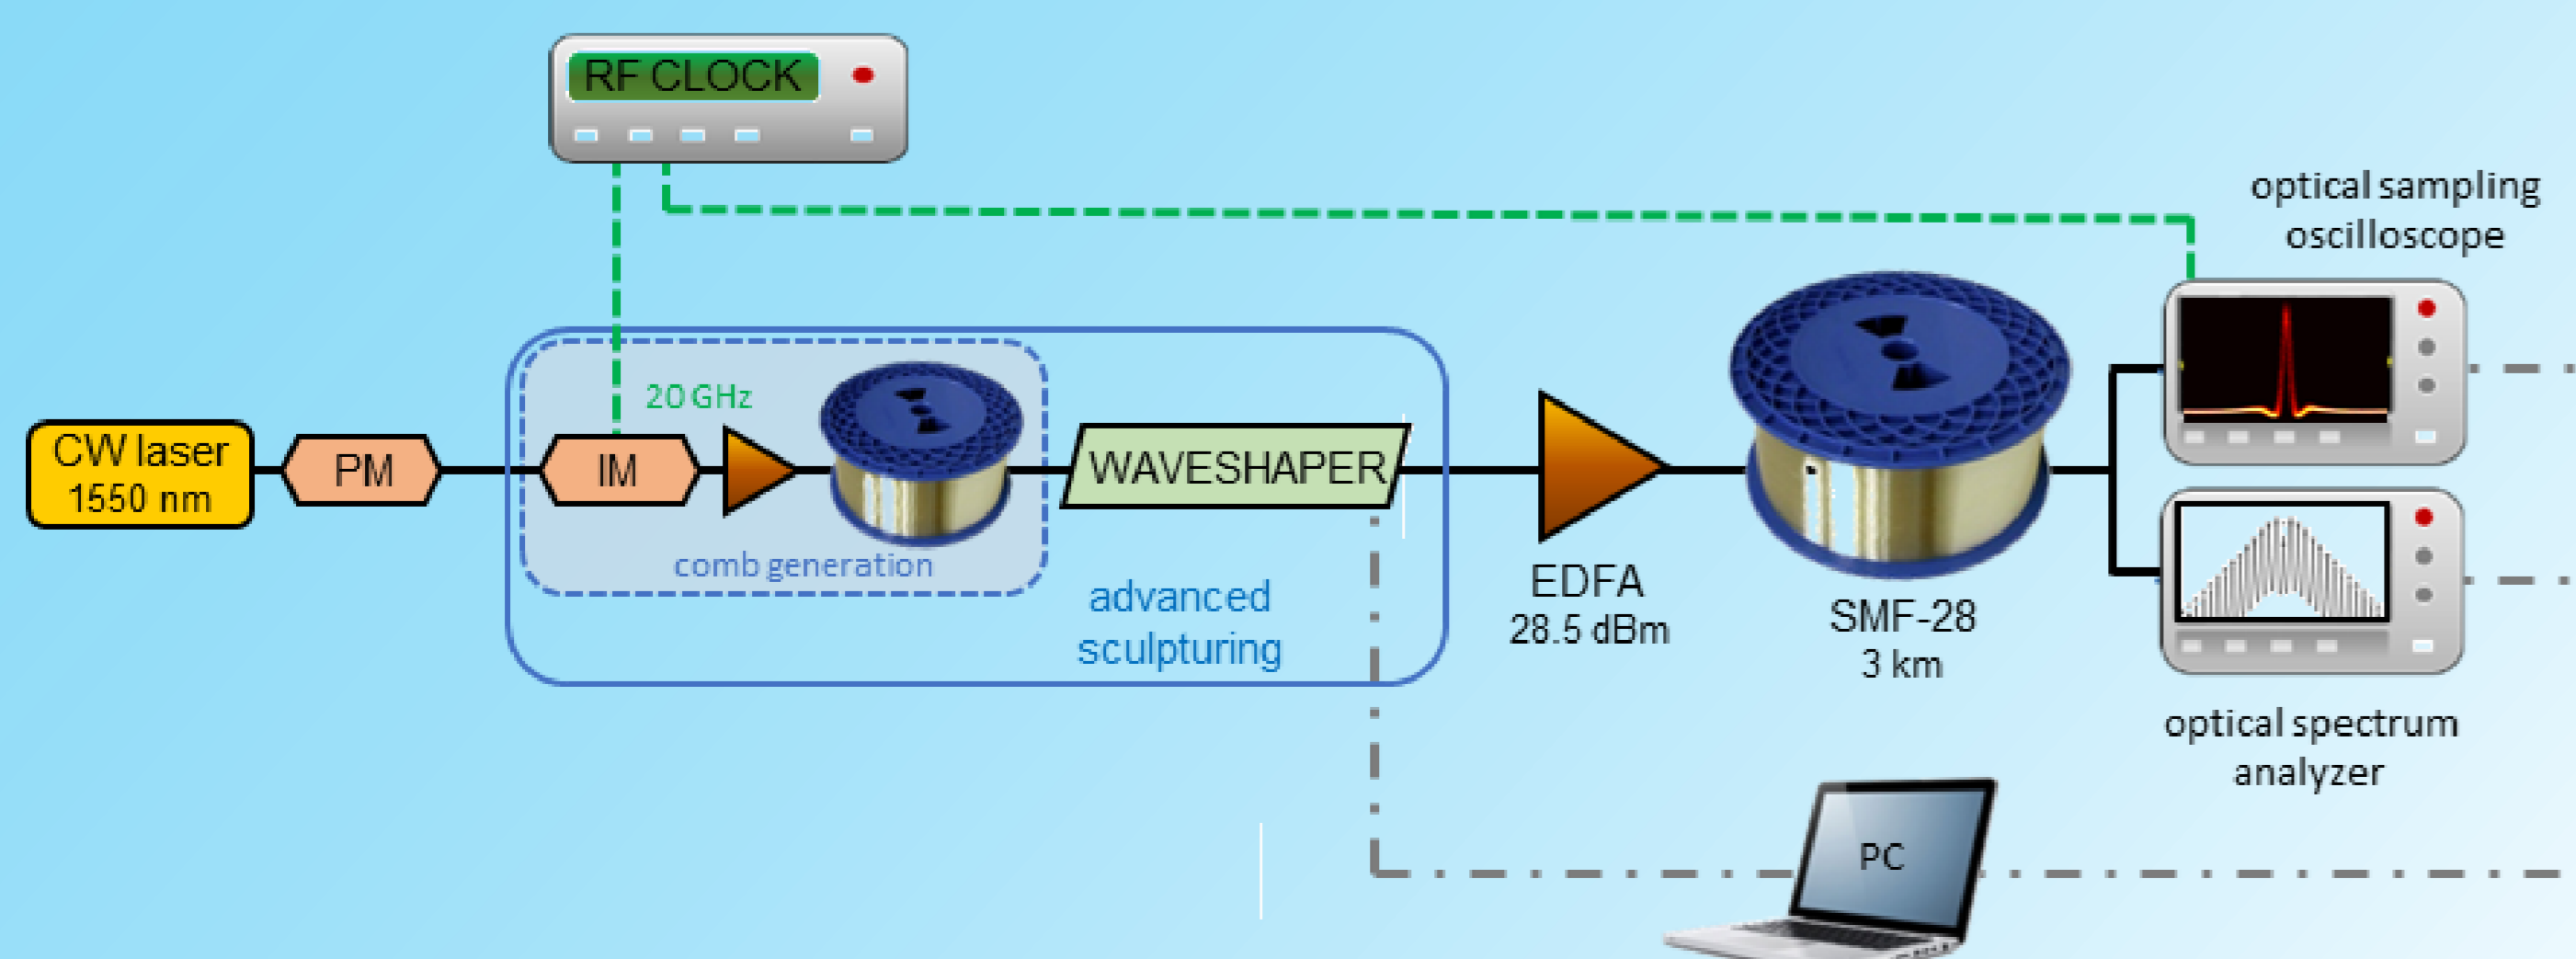 RF CLOCK
optical sampling
oscilloscope
20 GHz
CW laser
1550 nm
PM
IM
WAVESHAPER
comb generation
advanced
sculpturing
EDFA
28.5 dBm
SMF-28
3 km
optical spectrum
analyzer
PC